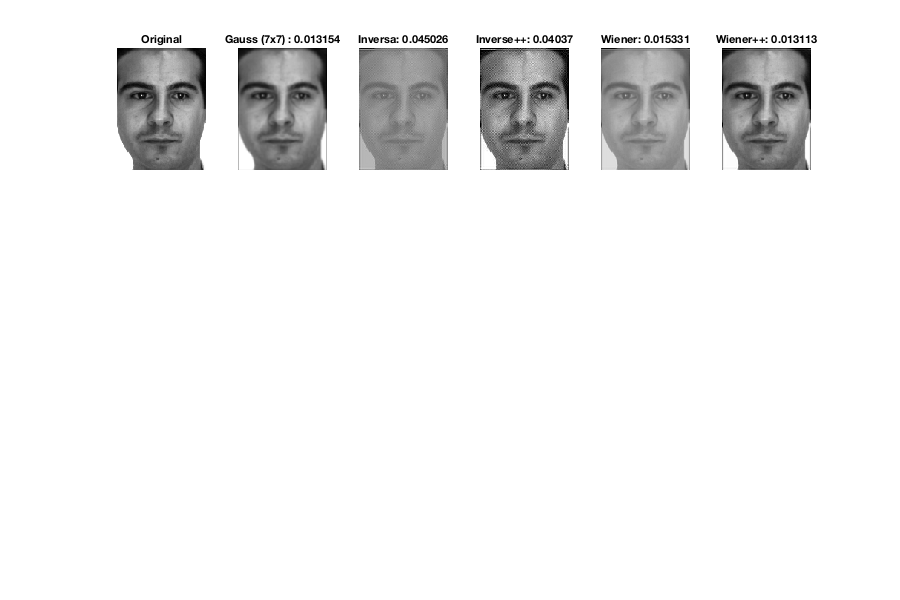 Original
Gauss (7x7) : 0.013154
Inversa: 0.045026
Inverse++: 0.04037
Wiener: 0.015331
Wiener++: 0.013113